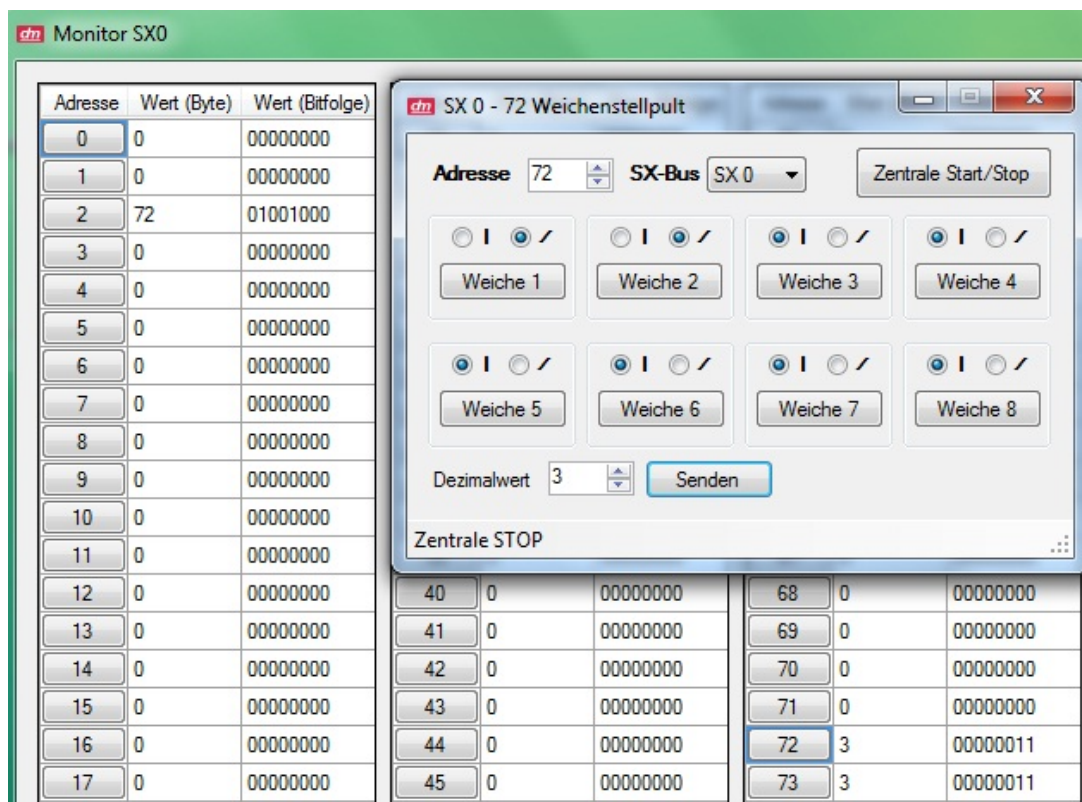 dn Monitor SX0
Adresse Wert (Byte) Wert (Bitfolge)
0 0 00000000
1 0 00000000
2 72 01001000
3 0 00000000
4 0 00000000
5 0 00000000
6 0 00000000
7 0 00000000
8 0 00000000
9 0 00000000
10 0 00000000
11 0 00000000
12 0 00000000
13 0 00000000
14 0 00000000
15 0 00000000
16 0 00000000
17 0 00000000
dn SX 0 - 72 Weichenstellpult
Adresse 72 SX-Bus SX 0 Zentrale Start/Stop
Weiche 1 Weiche 2 Weiche 3 Weiche 4
Weiche 5 Weiche 6 Weiche 7 Weiche 8
Dezimalwert 3 Senden
Zentrale STOP
40 0 00000000
41 0 00000000
42 0 00000000
43 0 00000000
44 0 00000000
45 0 00000000
68 0 00000000
69 0 00000000
70 0 00000000
71 0 00000000
72 3 00000011
73 3 00000011